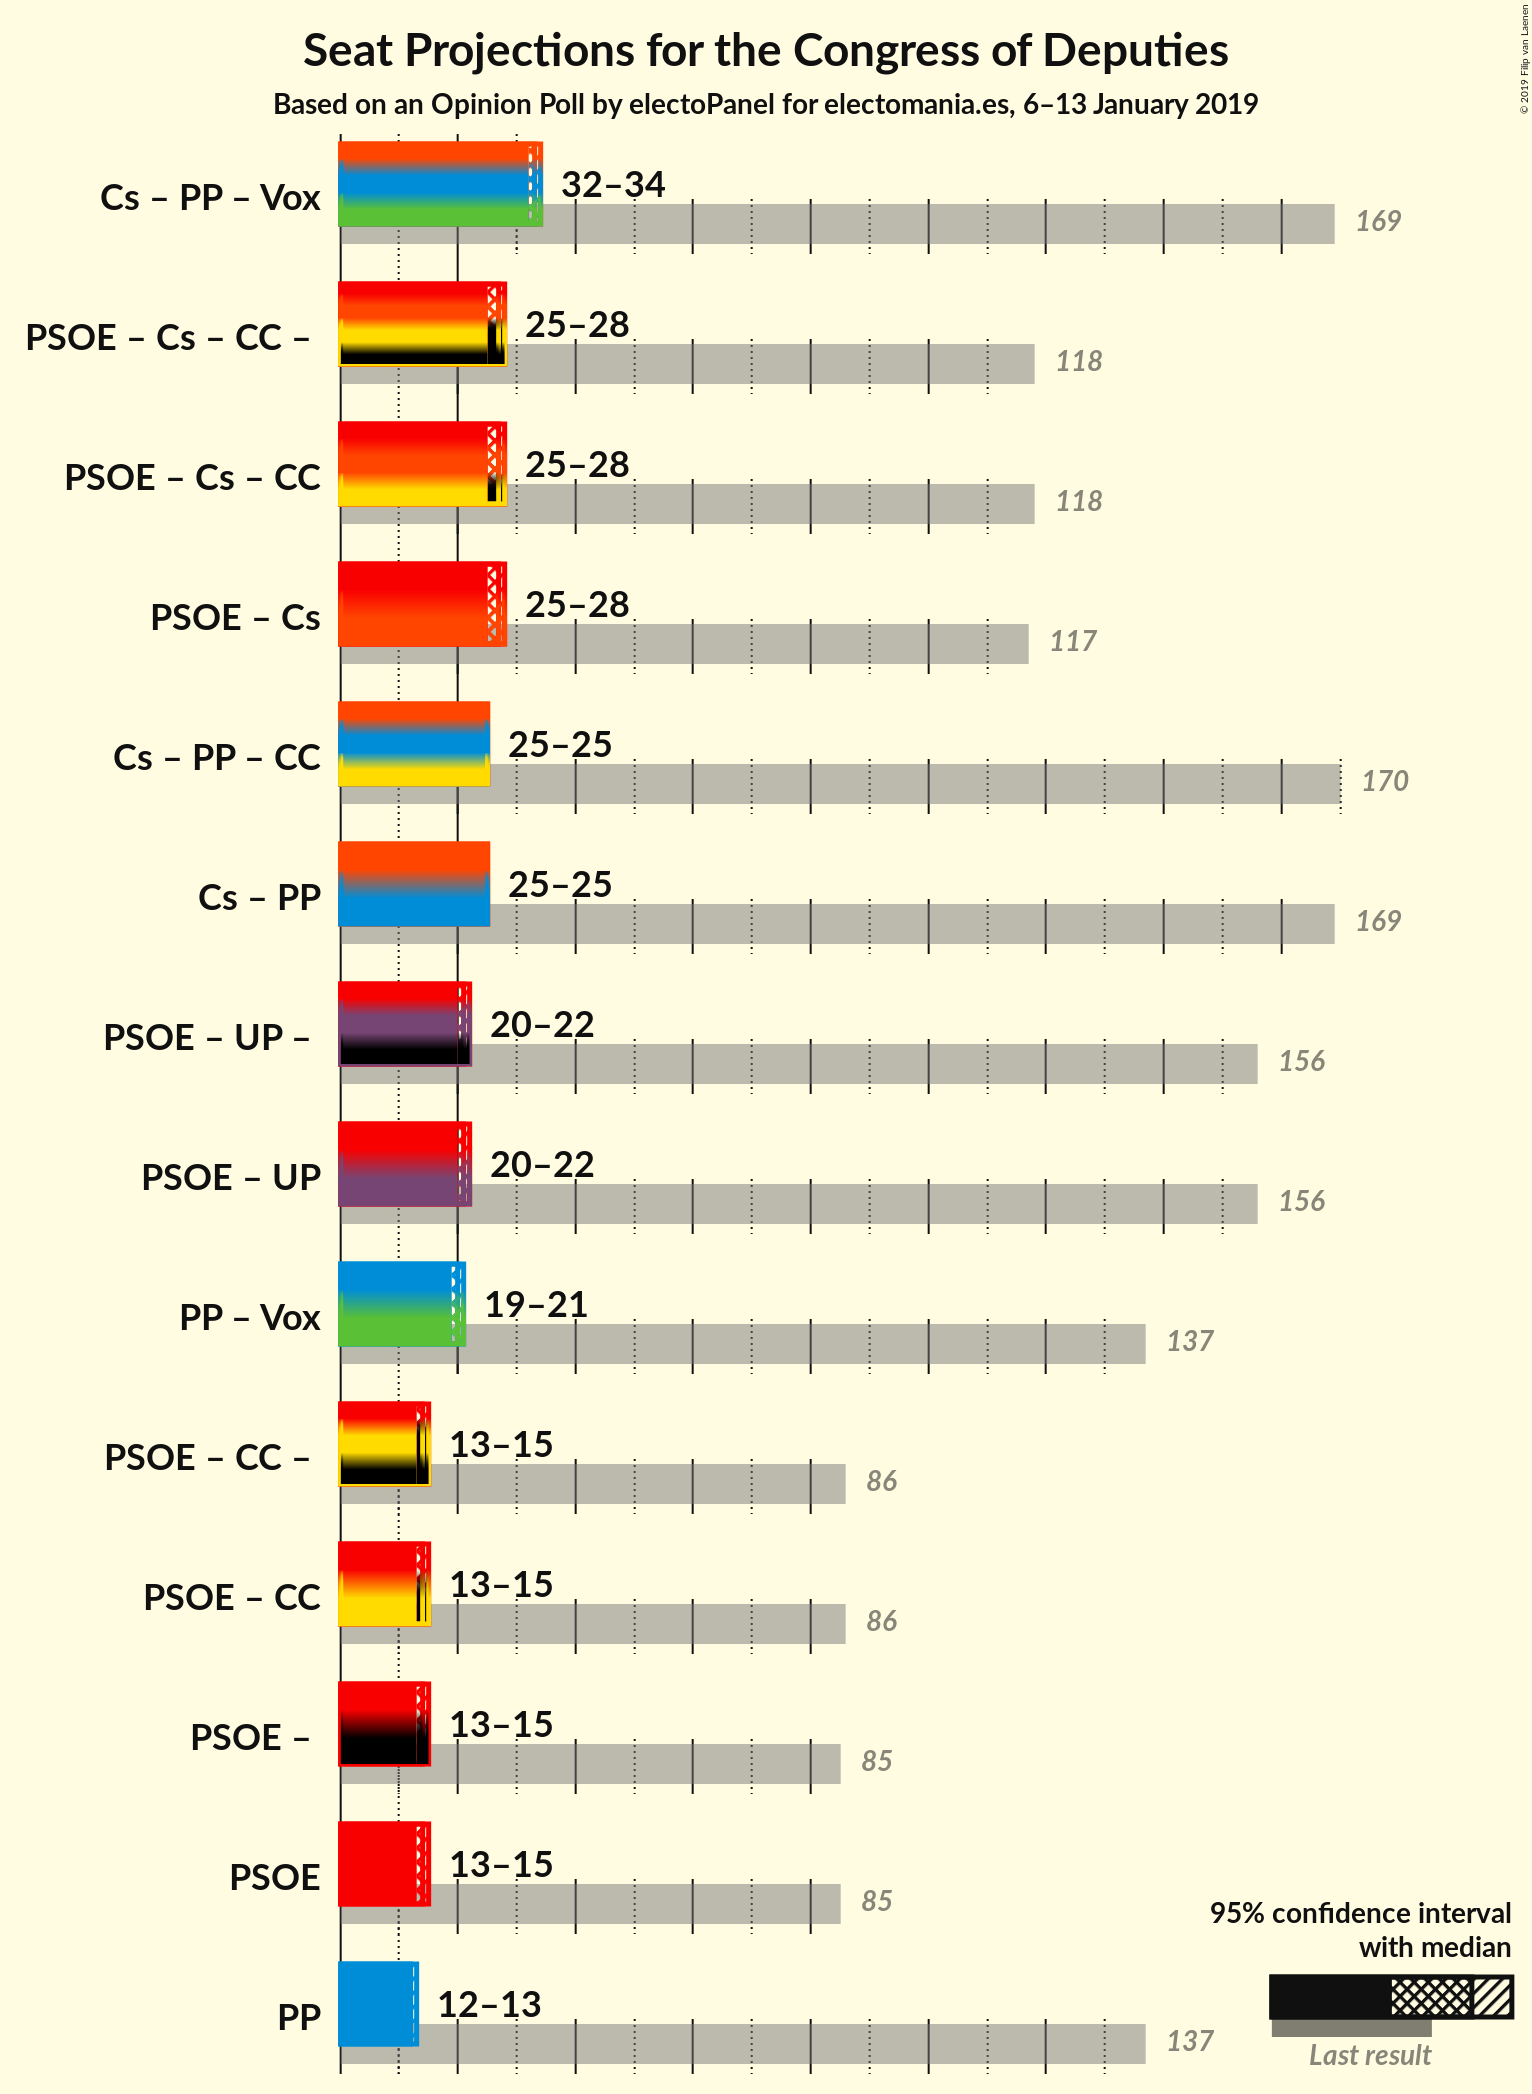 Seat Projections for the Congress of Deputies
Based on an Opinion Poll by electoPanel for electomania.es, 6–13 January 2019
© 2019 Filip van Laenen
Cs – PP – Vox
32–34
169
PSOE – Cs – CC –
25–28
118
PSOE – Cs – CC
25–28
118
PSOE – Cs
25–28
117
Cs – PP – CC
25–25
170
Cs – PP
25–25
169
PSOE – UP –
20–22
156
PSOE – UP
20–22
156
PP – Vox
19–21
137
PSOE – CC –
13–15
86
PSOE – CC
13–15
86
PSOE –
13–15
85
PSOE
13–15
85
PP
12–13
137
95% confidence interval
with median
Last result